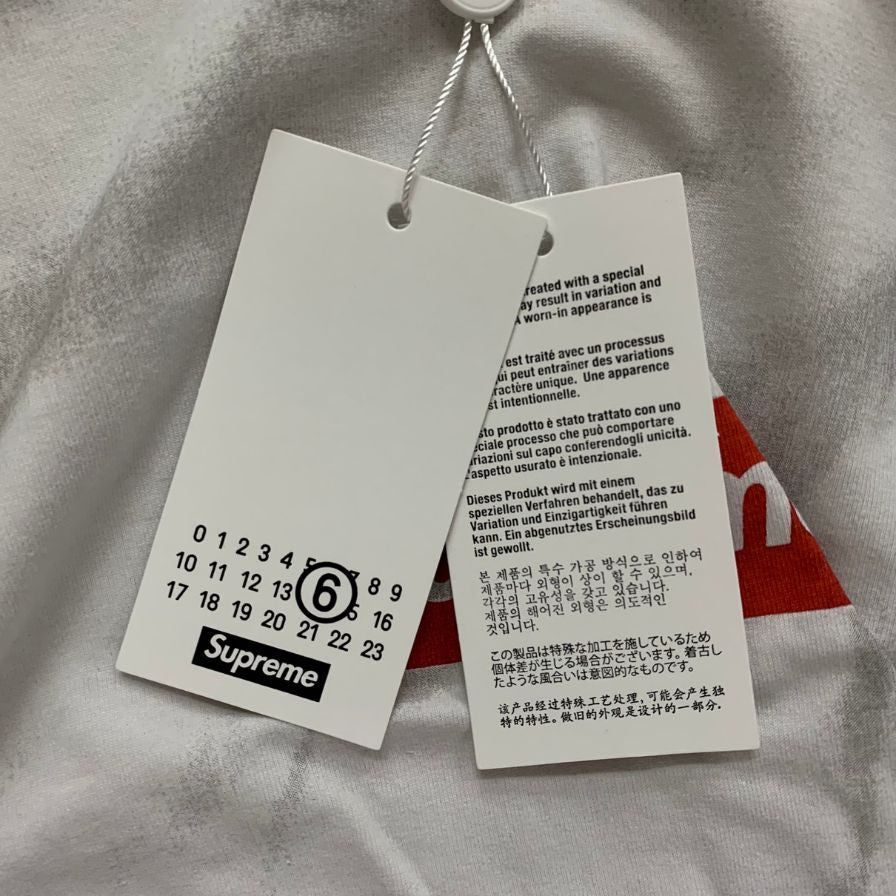 0 1 2 3 4 5 7 8 9
10 11 12 13 6 16
17 18 19 20 21 22 23
Supreme
with a special
result in variation and
worn-in appearance is
est traité avec un processus
peut entraîner des variations
unique. Une apparence
intentionnelle.
prodotto è stato trattato con uno
processo che può comportare
sul capo conferendogli unicità.
usurato è intenzionale.
Dieses Produkt wird mit einem
speziellen Verfahren behandelt, das zu
Variation und Einzigartigkeit führen
kann. Ein abgenutztes Erscheinungsbild
ist gewollt.
본 제품의 특수 가공 방식으로 인하여
제품마다 외형이 상이 할 수 있으며,
각각의 고유성을 갖고 있습니다.
제품의 해어진 외형은 의도적인
것입니다.
この製品は特殊な加工を施しているため
個体差が生じる場合がございます。着古し
たような風合いは意図的なものです。
该产品经过特殊工艺处理,可能会产生独
特的特性。做旧的外观是设计的一部分.